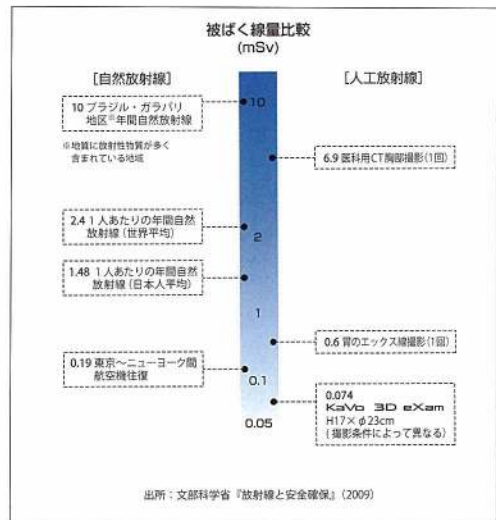 被ばく線量比較
(mSv)
[自然放射線]
[人工放射線]
10 ブラジル・ガラパリ
地区※年間自然放射線
※地質に放射性物質が多く
含まれている地域
10
6.9 医科用CT胸部撮影(1回)
2.4 1人あたりの年間自然
放射線(世界平均)
2
1.48 1人あたりの年間自然
放射線(日本人平均)
1
0.6 胃のエックス線撮影(1回)
0.19 東京～ニューヨーク間
航空機往復
0.1
0.074
KaVo 3D eXam
H17×φ23cm
(撮影条件によって異なる)
0.05
出所：文部科学省『放射線と安全確保』(2009)